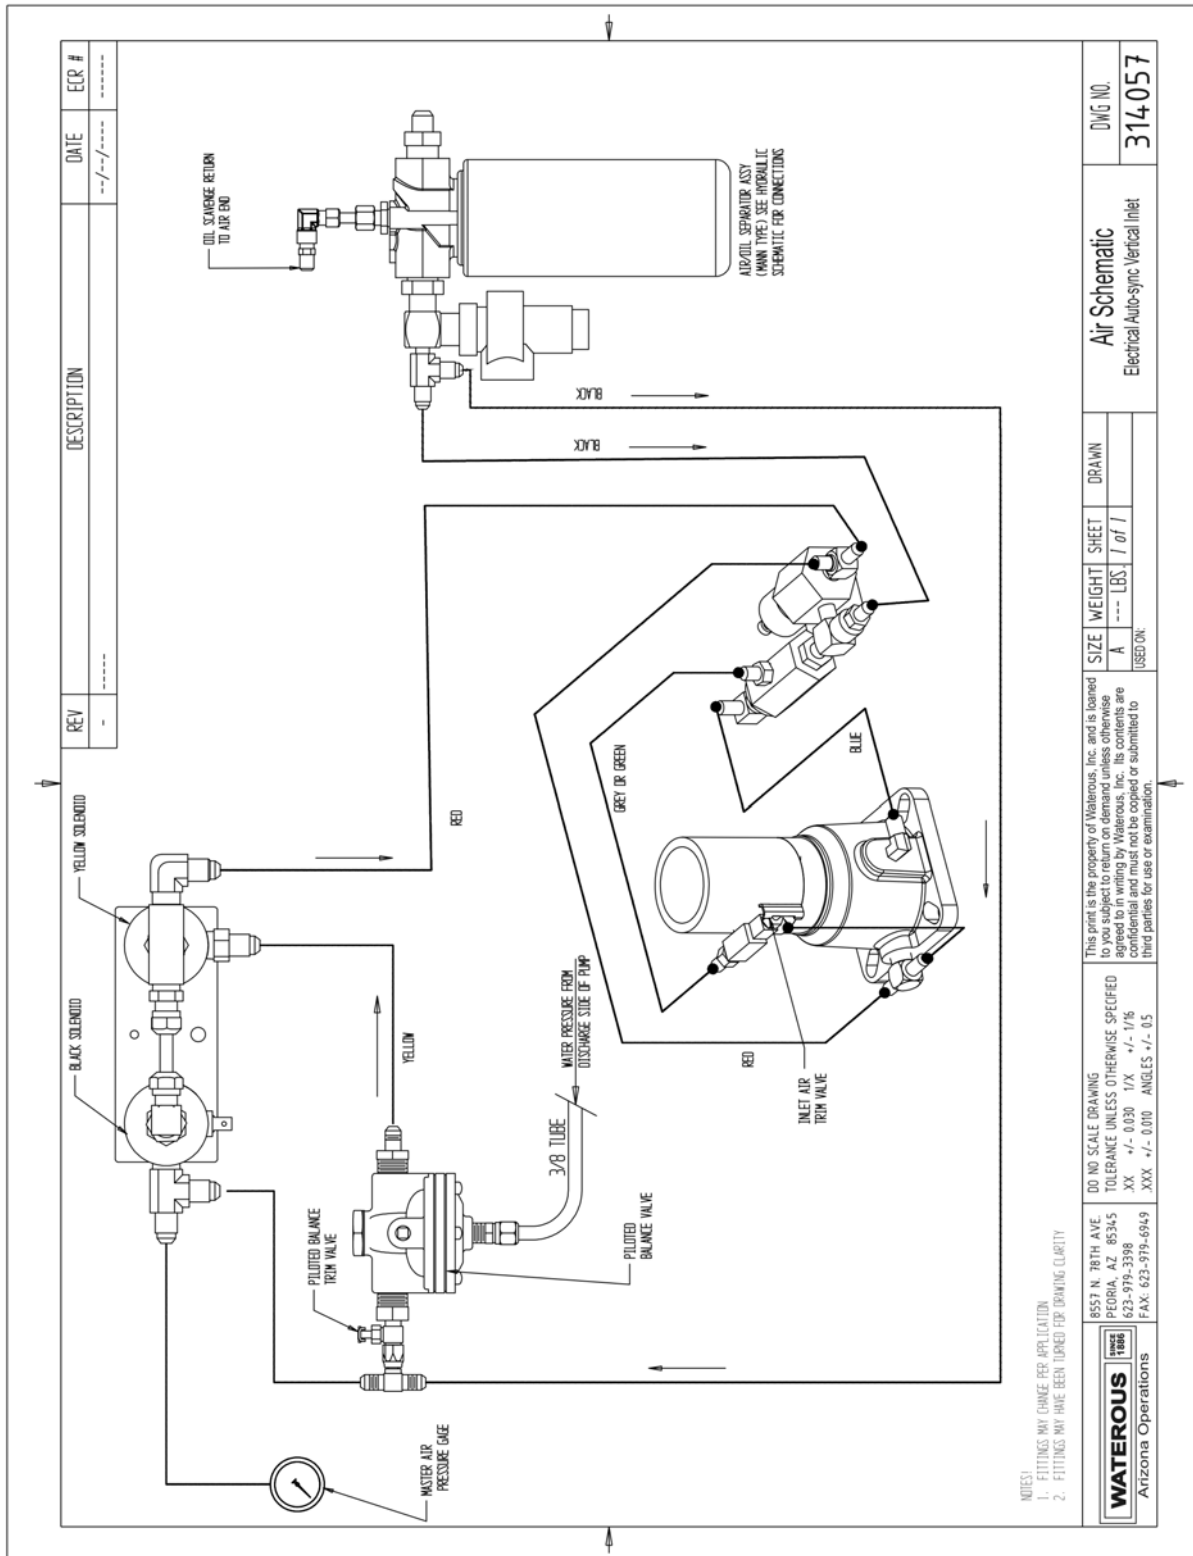 REV
DESCRIPTION
DATE
ECR #
-
-----
--/--/----
-----
OIL SCAVENGE RETURN
TO AIR END
AIR/OIL SEPARATOR ASSY
(MANN TYPE) SEE HYDRAULIC
SCHEMATIC FOR CONNECTIONS
BLACK
BLACK
YELLOW SOLENOID
BLACK SOLENOID
RED
GREY OR GREEN
BLUE
YELLOW
WATER PRESSURE FROM
DISCHARGE SIDE OF PUMP
3/8 TUBE
RED
INLET AIR
TRIM VALVE
PILOTED BALANCE
TRIM VALVE
PILOTED
BALANCE VALVE
MASTER AIR
PRESSURE GAGE
NOTES!
1. FITTINGS MAY CHANGE PER APPLICATION
2. FITTINGS MAY HAVE BEEN TURNED FOR DRAWING CLARITY
WATEROUS
SINCE
1886
Arizona Operations
8557 N. 78TH AVE.
PEORIA, AZ 85345
623-979-3398
FAX: 623-979-6949
DO NO SCALE DRAWING
TOLERANCE UNLESS OTHERWISE SPECIFIED
.XX +/- 0.030 1/X +/- 1/16
.XXX +/- 0.010 ANGLES +/- 0.5
This print is the property of Waterous, Inc. and is loaned
to you subject to return on demand unless otherwise
agreed to in writing by Waterous, Inc. Its contents are
confidential and must not be copied or submitted to
third parties for use or examination.
SIZE
A
WEIGHT
--- LBS.
SHEET
1 of 1
DRAWN
USED ON:
Air Schematic
Electrical Auto-sync Vertical Inlet
DWG NO.
314057